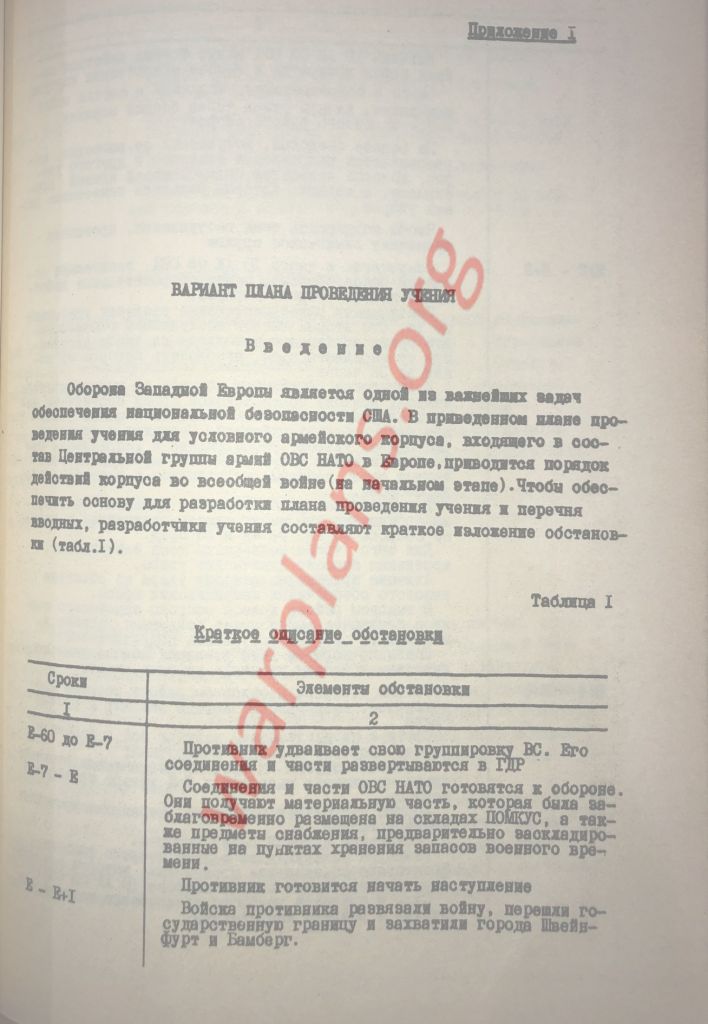 Приложение I
ВАРИАНТ ПЛАНА ПРОВЕДЕНИЯ УЧЕНИЯ
Введение
Оборона Западной Европы является одной из важнейших задач
обеспечения национальной безопасности США. В приведенном плане про-
ведения учения для условного армейского корпуса, входящего в сос-
тав Центральной группы армий ОВС НАТО в Европе,приводится порядок
действий корпуса во всеобщей войне(на начальном этапе).Чтобы обес-
печить основу для разработки плана проведения учения и перечня
вводных, разработчики учения составляют краткое изложение обстанов-
ки (табл.I).
Таблица I
Краткое описание обстановки
Сроки
Элементы обстановки
I
2
Е-60 до Е-7
Противник удваивает свою группировку ВС. Его
соединения и части развертываются в ГДР
Е-7 - Е
Соединения и части ОВС НАТО готовятся к обороне.
Они получают материальную часть, которая была за-
благовременно размещена на складах ПОМКУС, а так-
же предметы снабжения, предварительно заскладиро-
ванные на пунктах хранения запасов военного вре-
мени.
Противник готовится начать наступление
Е - Е+I
Войска противника развязали войну, перешли го-
сударственную границу и захватили города Швейн-
фурт и Бамберг.
warplans.org